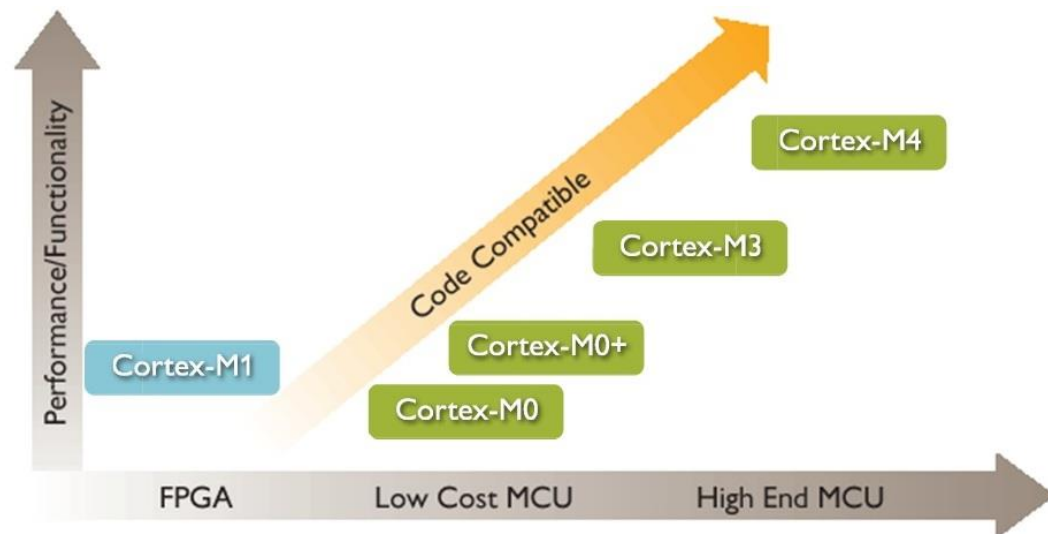 Performance/Functionality
Code Compatible
Cortex-M4
Cortex-M3
Cortex-M0+
Cortex-M1
Cortex-M0
FPGA
Low Cost MCU
High End MCU